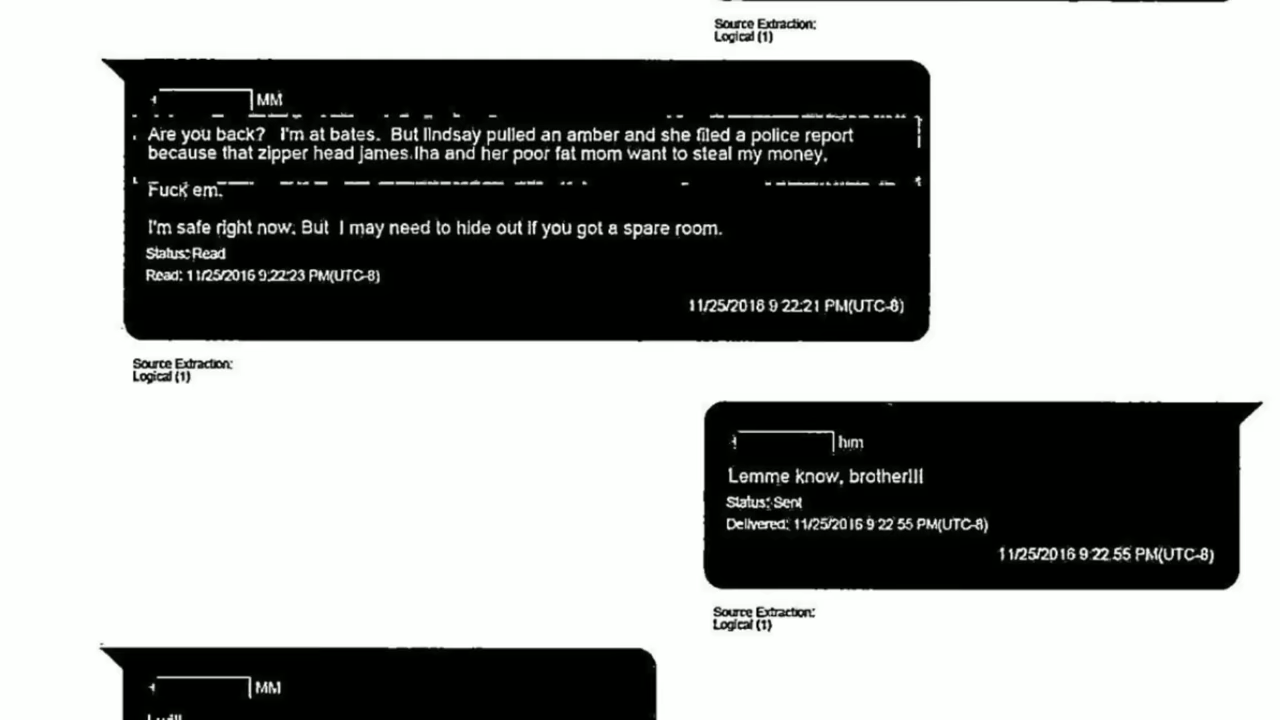 Source Extraction:
Logical (1)
MM
Are you back? I'm at bates. But lindsay pulled an amber and she filed a police report
because that zipper head james.Iha and her poor fat mom want to steal my money.
Fuck em.
I'm safe right now. But I may need to hide out if you got a spare room.
Status: Read
Read: 11/25/2016 9:22:23 PM(UTC-8)
11/25/2016 9:22:21 PM(UTC-8)
Source Extraction:
Logical (1)
him
Lemme know, brother!!!
Status: Sent
Delivered: 11/25/2016 9:22:55 PM(UTC-8)
11/25/2016 9:22:55 PM(UTC-8)
Source Extraction:
Logical (1)
MM
I will